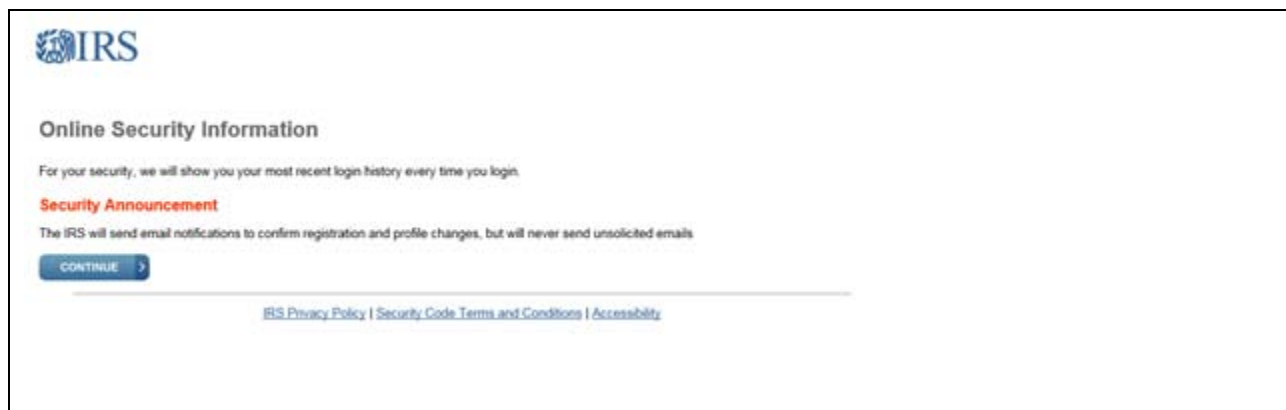 IRS
Online Security Information
For your security, we will show you your most recent login history every time you login.
Security Announcement
The IRS will send email notifications to confirm registration and profile changes, but will never send unsolicited emails
CONTINUE >
IRS Privacy Policy | Security Code Terms and Conditions | Accessibility